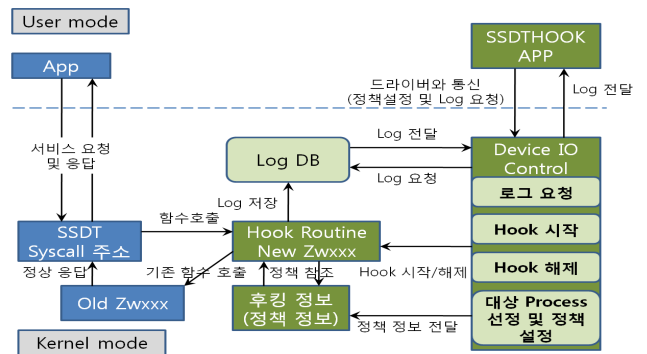 User mode
App
SSDTHOOK
APP
드라이버와 통신
(정책설정 및 Log 요청)
Log 전달
서비스 요청
및 응답
Log DB
Log 전달
Log 요청
Device IO
Control
로그 요청
Hook 시작
Hook 해제
대상 Process
선정 및 정책
설정
Log 저장
SSDT
Syscall 주소
함수호출
Hook Routine
New Zwxxx
정상 응답
기존 함수 호출
정책 참조
Hook 시작/해제
Old Zwxxx
후킹 정보
(정책 정보)
정책 정보 전달
Kernel mode